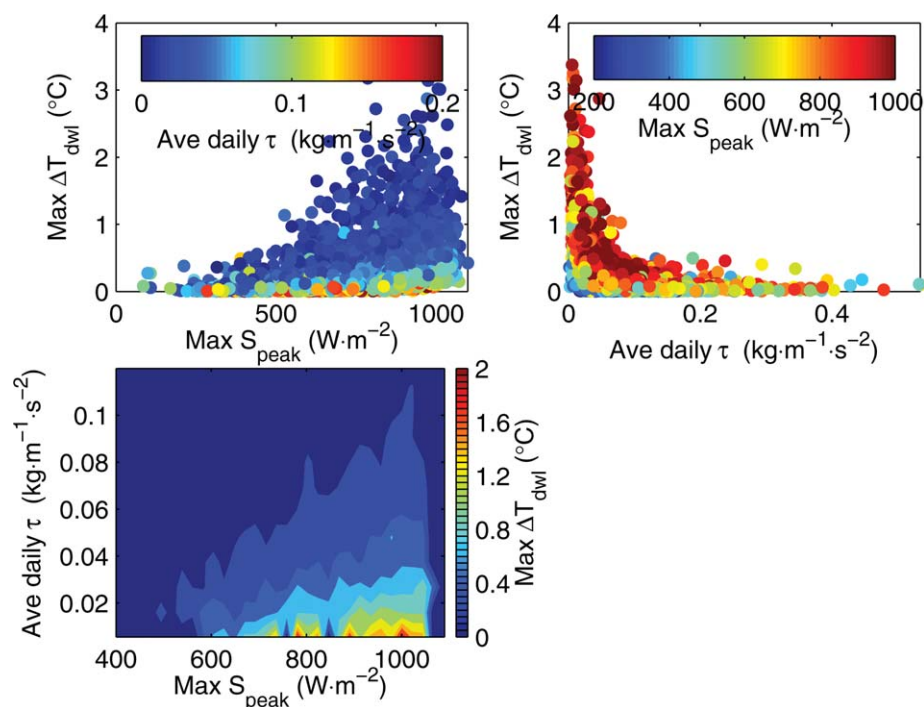 4
3
2
1
0
Max ΔT_dwl (°C)
0 0.1 0.2
Ave daily τ (kg·m⁻¹·s⁻²)
0 500 1000
Max S_peak (W·m⁻²)
4
3
2
1
0
Max ΔT_dwl (°C)
200 400 600 800 1000
Max S_peak (W·m⁻²)
0 0.2 0.4
Ave daily τ (kg·m⁻¹·s⁻²)
0.1
0.08
0.06
0.04
0.02
Ave daily τ (kg·m⁻¹·s⁻²)
400 600 800 1000
Max S_peak (W·m⁻²)
2
1.6
1.2
0.8
0.4
0
Max ΔT_dwl (°C)